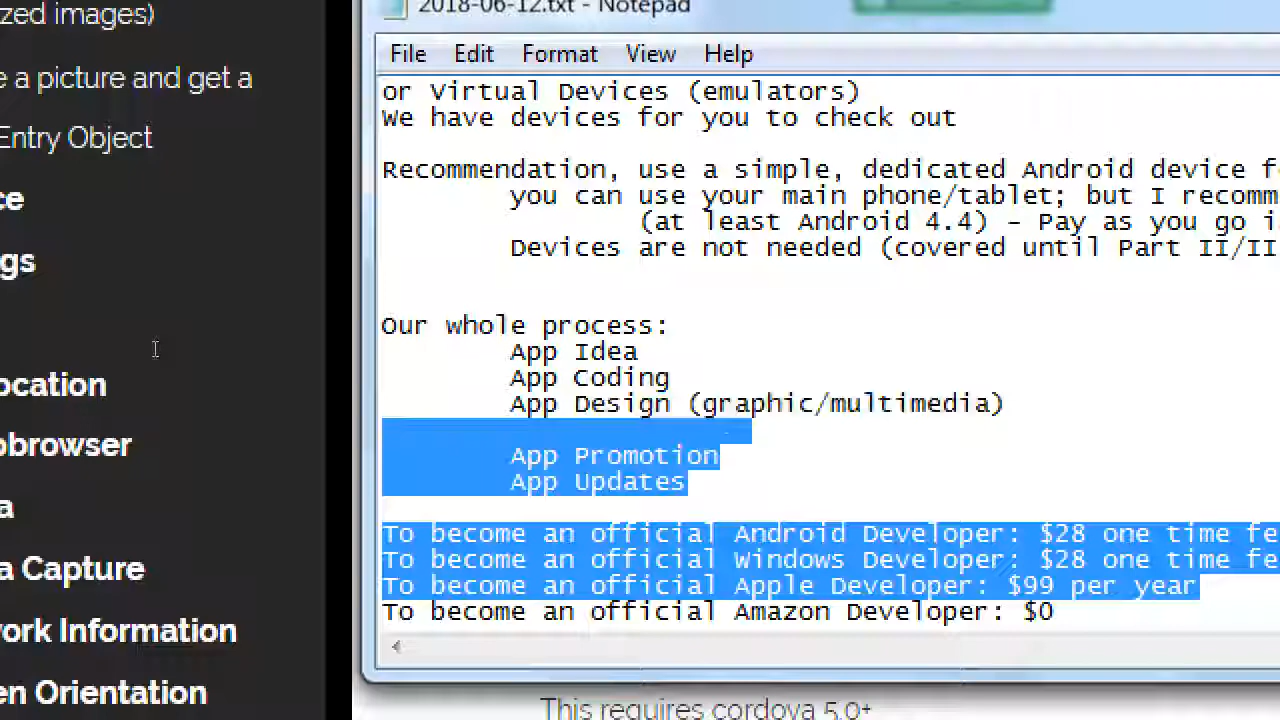 zed images)
e a picture and get a
Entry Object
ce
gs
ocation
obrowser
a
a Capture
ork Information
en Orientation
2018-06-12.txt - Notepad
File Edit Format View Help
or Virtual Devices (emulators)
We have devices for you to check out
Recommendation, use a simple, dedicated Android device f
you can use your main phone/tablet; but I recomm
(at least Android 4.4) - Pay as you go i
Devices are not needed (covered until Part II/II
Our whole process:
App Idea
App Coding
App Design (graphic/multimedia)
App Promotion
App Updates
To become an official Android Developer: $28 one time fe
To become an official Windows Developer: $28 one time fe
To become an official Apple Developer: $99 per year
To become an official Amazon Developer: $0
This requires cordova 5.0+